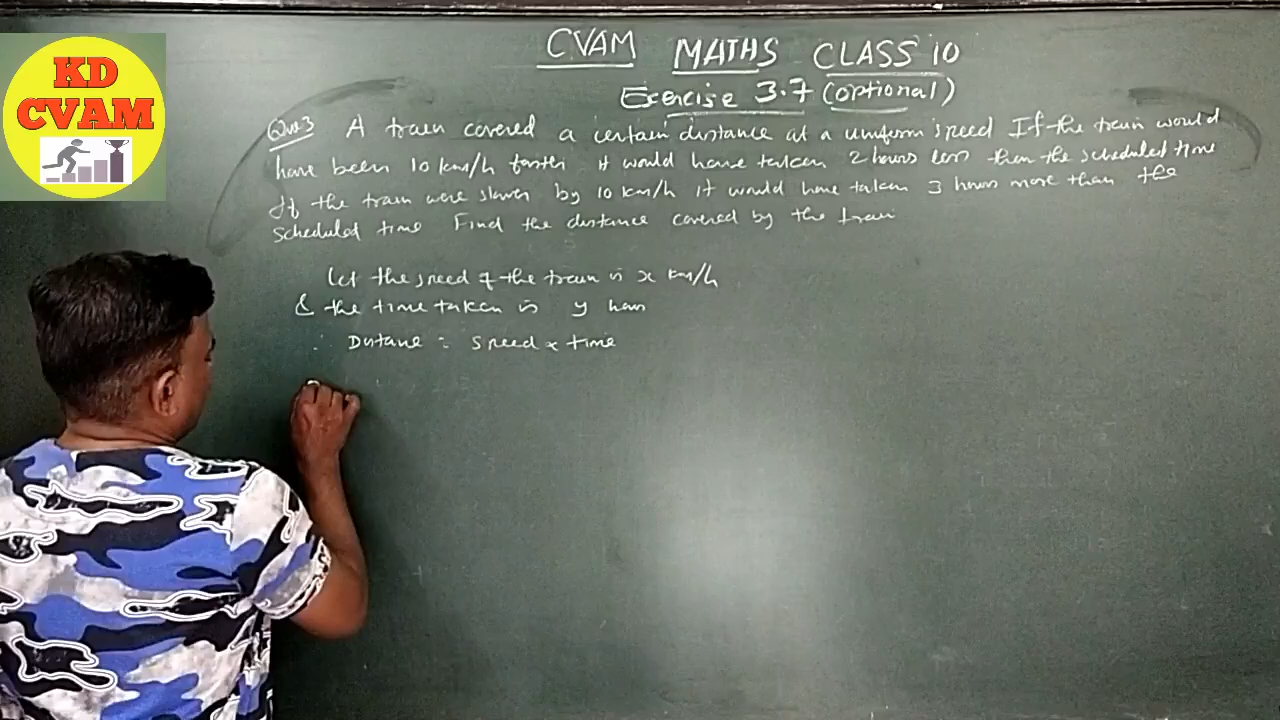 KD
CVAM
CVAM MATHS CLASS 10
Exercise 3.7 (optional)
Que3 A train covered a certain distance at a uniform speed If the train would
have been 10 km/h faster it would have taken 2 hours less than the scheduled time
If the train were slower by 10 km/h it would have taken 3 hours more than the
scheduled time Find the distance covered by the train
Let the speed of the train is x km/h
& the time taken is y hours
∴ Distance = speed × time